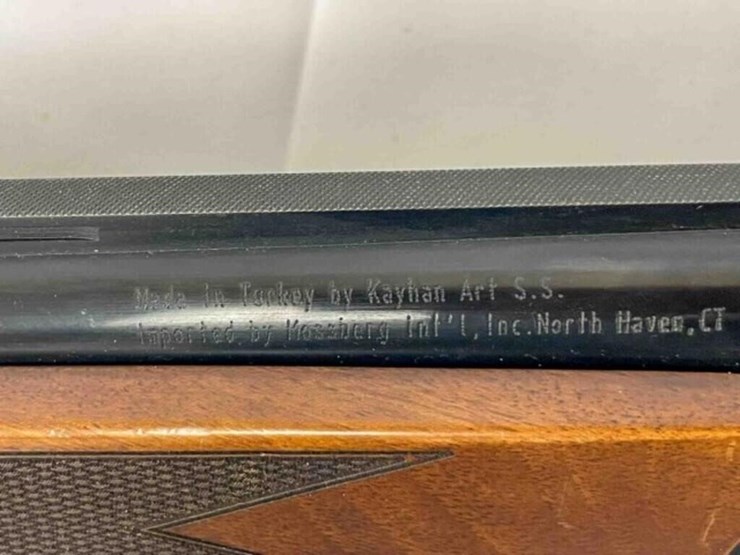 Made in Turkey by Kayhan Art S.S.
Imported by Mossberg Int'l, Inc. North Haven, CT